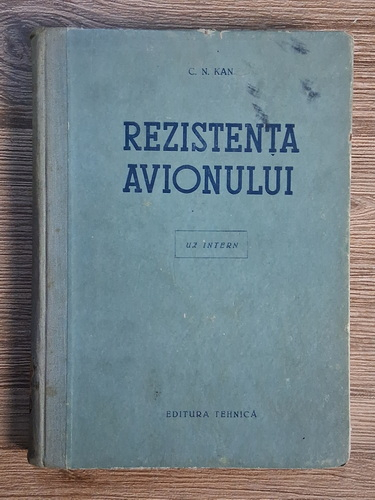 C. N. KAN
REZISTENȚA
AVIONULUI
UZ INTERN
EDITURA TEHNICĂ